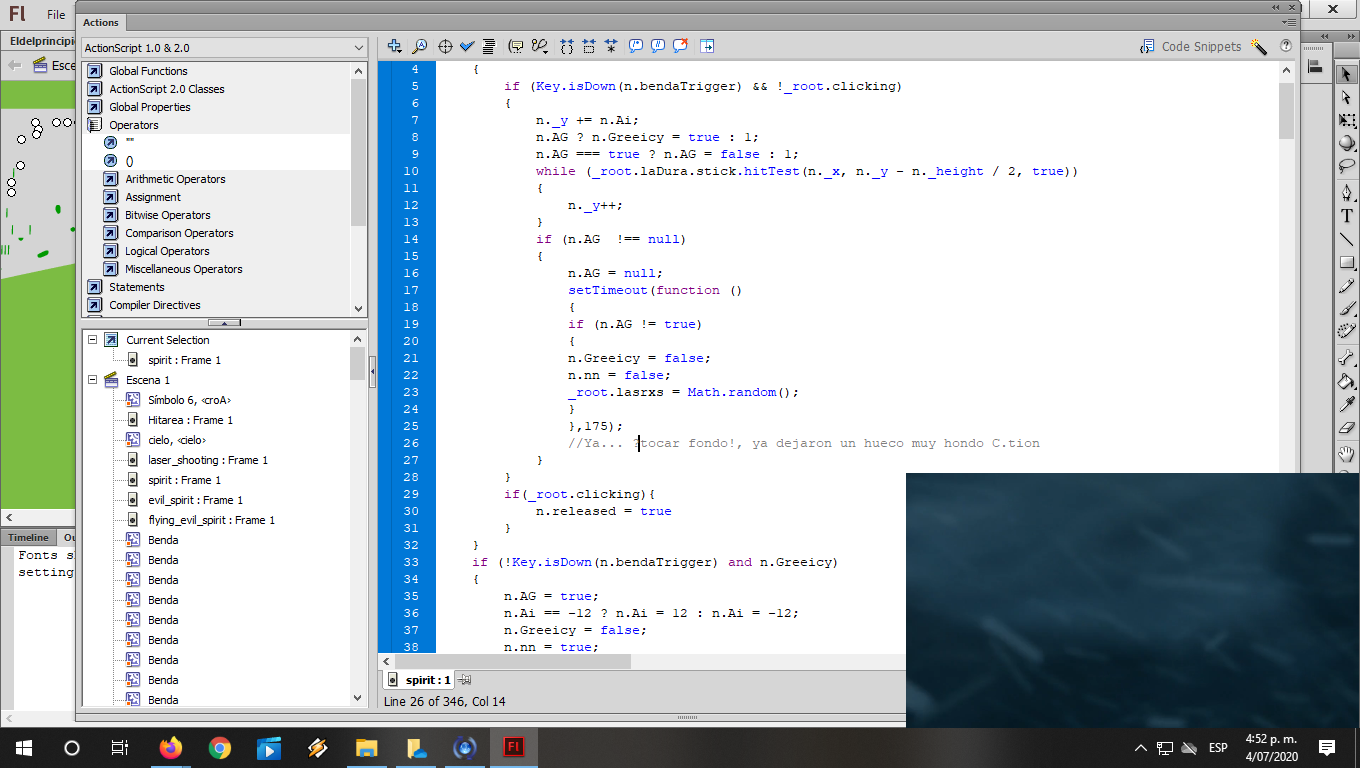 Fl
File
Actions
Eldelprincipi
Esce
ActionScript 1.0 & 2.0
Global Functions
ActionScript 2.0 Classes
Global Properties
Operators
""
()
Arithmetic Operators
Assignment
Bitwise Operators
Comparison Operators
Logical Operators
Miscellaneous Operators
Statements
Compiler Directives
Current Selection
spirit : Frame 1
Escena 1
Símbolo 6, <croA>
Hitarea : Frame 1
cielo, <cielo>
laser_shooting : Frame 1
spirit : Frame 1
evil_spirit : Frame 1
flying_evil_spirit : Frame 1
Benda
Benda
Benda
Benda
Benda
Benda
Benda
Benda
Benda
Timeline
Ou
Fonts s
setting
Code Snippets
4 {
5 if (Key.isDown(n.bendaTrigger) && !_root.clicking)
6 {
7 n._y += n.Ai;
8 n.AG ? n.Greeicy = true : 1;
9 n.AG === true ? n.AG = false : 1;
10 while (_root.laDura.stick.hitTest(n._x, n._y - n._height / 2, true))
11 {
12 n._y++;
13 }
14 if (n.AG  !== null)
15 {
16 n.AG = null;
17 setTimeout(function ()
18 {
19 if (n.AG != true)
20 {
21 n.Greeicy = false;
22 n.nn = false;
23 _root.lasrxs = Math.random();
24 }
25 },175);
26 //Ya... ?tocar fondo!, ya dejaron un hueco muy hondo C.tion
27 }
28 }
29 if(_root.clicking){
30 n.released = true
31 }
32 }
33 if (!Key.isDown(n.bendaTrigger) and n.Greeicy)
34 {
35 n.AG = true;
36 n.Ai == -12 ? n.Ai = 12 : n.Ai = -12;
37 n.Greeicy = false;
38 n.nn = true;
spirit : 1
Line 26 of 346, Col 14
Fl
ESP
4:52 p. m.
4/07/2020